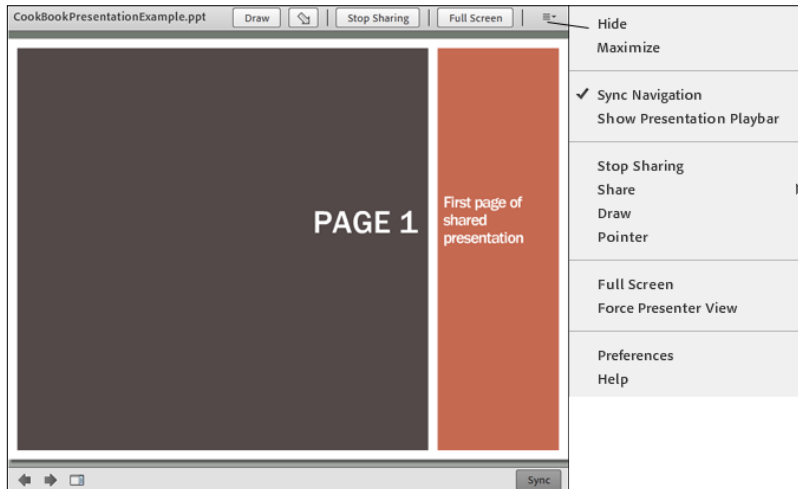 CookBookPresentationExample.ppt Draw Stop Sharing Full Screen
PAGE 1
First page of
shared
presentation
Sync
Hide
Maximize
Sync Navigation
Show Presentation Playbar
Stop Sharing
Share
Draw
Pointer
Full Screen
Force Presenter View
Preferences
Help